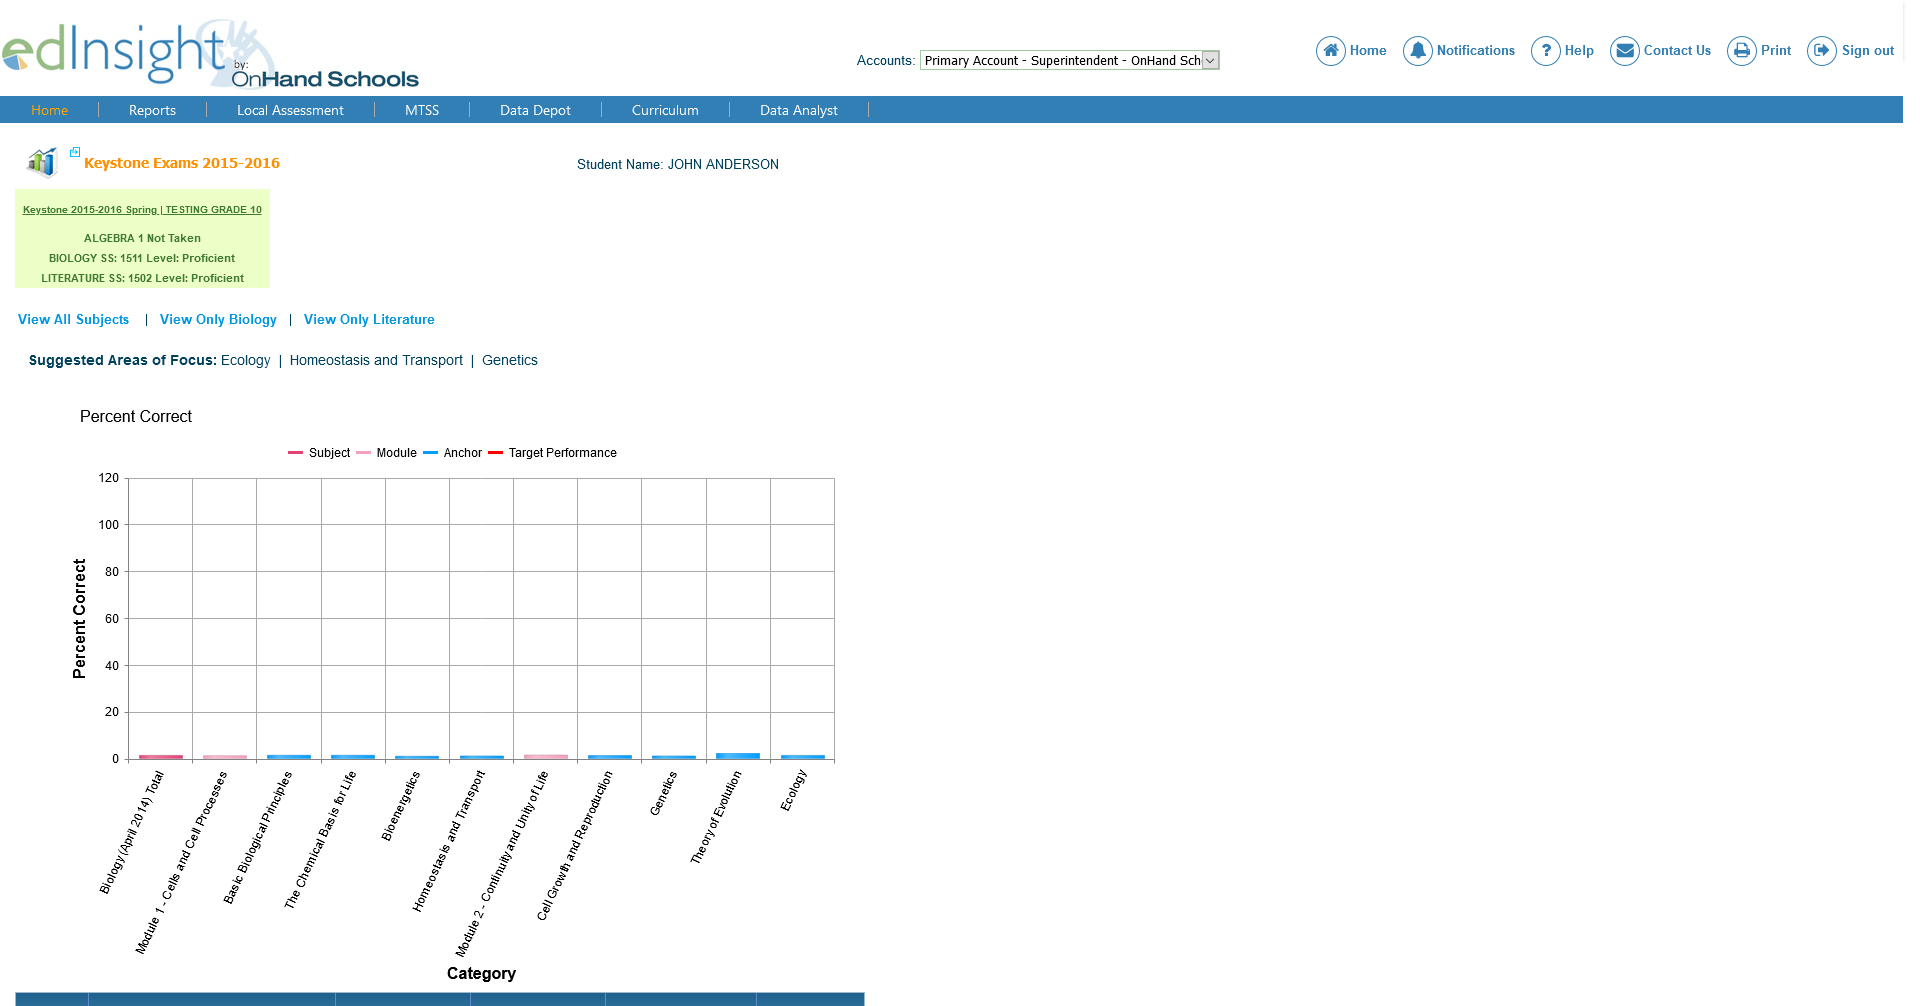 edInsight
by:
OnHand Schools
Accounts: Primary Account - Superintendent - OnHand Sch
Home
Notifications
Help
Contact Us
Print
Sign out
Home
Reports
Local Assessment
MTSS
Data Depot
Curriculum
Data Analyst
Keystone Exams 2015-2016
Student Name: JOHN ANDERSON
Keystone 2015-2016 Spring | TESTING GRADE 10
ALGEBRA 1 Not Taken
BIOLOGY SS: 1511 Level: Proficient
LITERATURE SS: 1502 Level: Proficient
View All Subjects | View Only Biology | View Only Literature
Suggested Areas of Focus: Ecology | Homeostasis and Transport | Genetics
Percent Correct
Subject Module Anchor Target Performance
Percent Correct
120
100
80
60
40
20
0
Biology (April 2014) Total
Module 1 - Cells and Cell Processes
Basic Biological Principles
The Chemical Basis for Life
Bioenergetics
Homeostasis and Transport
Module 2 - Continuity and Unity of Life
Cell Growth and Reproduction
Genetics
Theory of Evolution
Ecology
Category